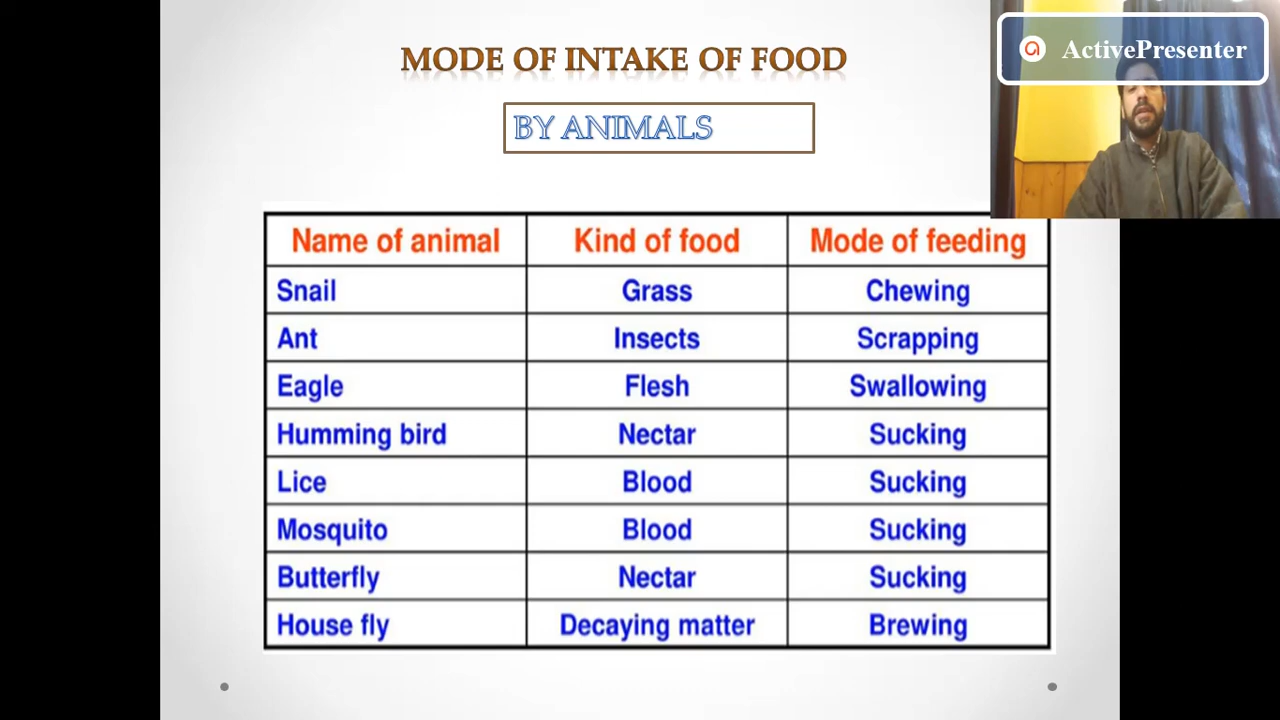 MODE OF INTAKE OF FOOD
ActivePresenter
BY ANIMALS
Name of animal Kind of food Mode of feeding
Snail Grass Chewing
Ant Insects Scrapping
Eagle Flesh Swallowing
Humming bird Nectar Sucking
Lice Blood Sucking
Mosquito Blood Sucking
Butterfly Nectar Sucking
House fly Decaying matter Brewing